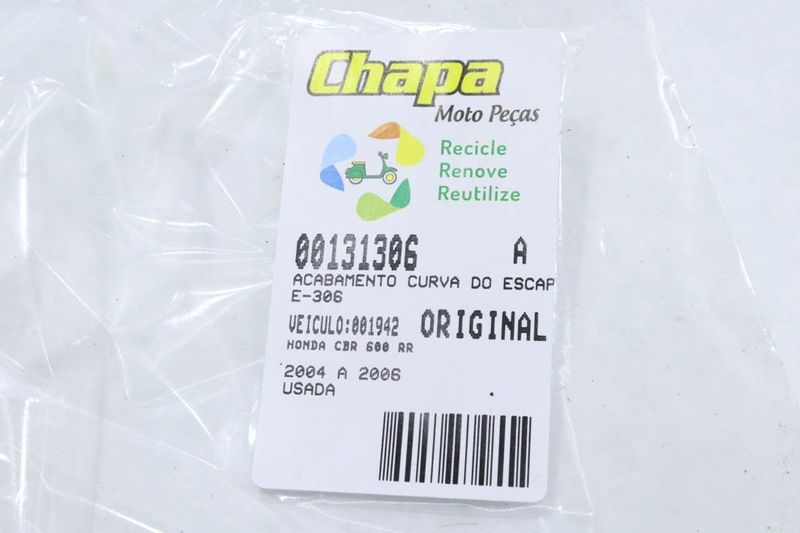 Chapa
Moto Peças
Recicle
Renove
Reutilize
00131306 A
ACABAMENTO CURVA DO ESCAP
E-306
VEICULO:001942 ORIGINAL
HONDA CBR 600 RR
2004 A 2006
USADA